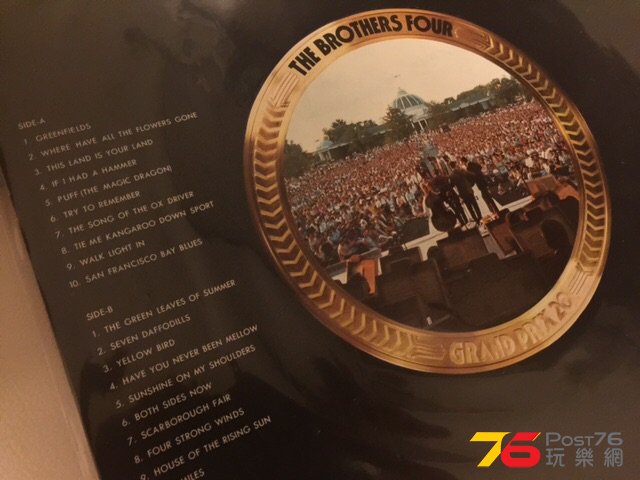 THE BROTHERS FOUR
SIDE-A
1. GREENFIELDS
2. WHERE HAVE ALL THE FLOWERS GONE
3. THIS LAND IS YOUR LAND
4. IF I HAD A HAMMER
5. PUFF (THE MAGIC DRAGON)
6. TRY TO REMEMBER
7. THE SONG OF THE OX DRIVER
8. TIE ME KANGAROO DOWN SPORT
9. WALK LIGHT IN
10. SAN FRANCISCO BAY BLUES
SIDE-B
1. THE GREEN LEAVES OF SUMMER
2. SEVEN DAFFODILLS
3. YELLOW BIRD
4. HAVE YOU NEVER BEEN MELLOW
5. SUNSHINE ON MY SHOULDERS
6. BOTH SIDES NOW
7. SCARBOROUGH FAIR
8. FOUR STRONG WINDS
9. HOUSE OF THE RISING SUN
MILES
GRAND PRIX 20
76 POST76
玩樂網